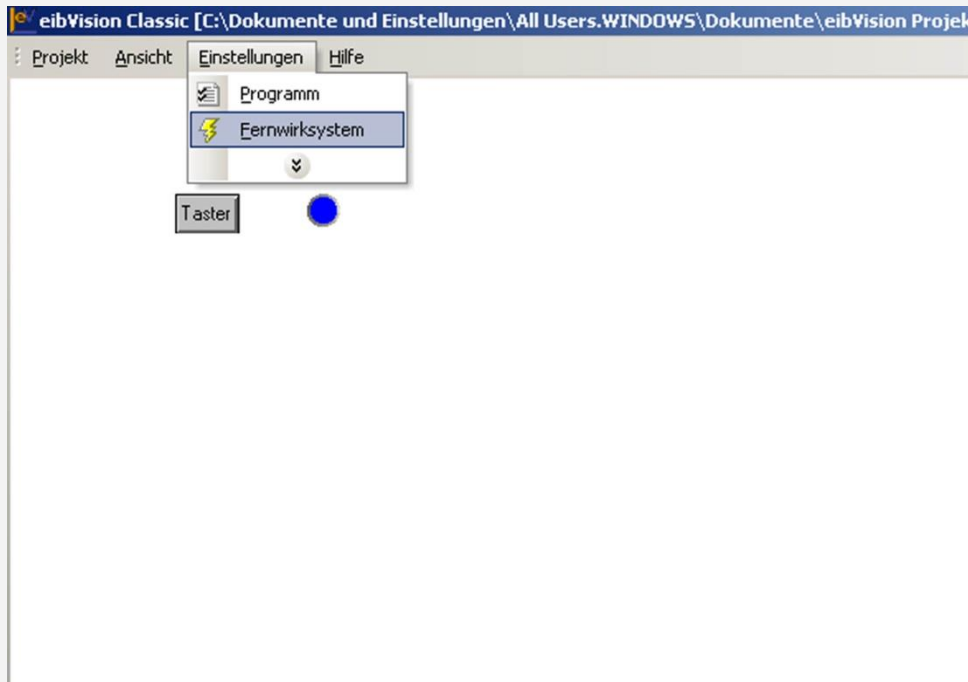 eibVision Classic [C:\Dokumente und Einstellungen\All Users.WINDOWS\Dokumente\eibVision Projek
Projekt Ansicht Einstellungen Hilfe
Programm
Fernwirksystem
Taster